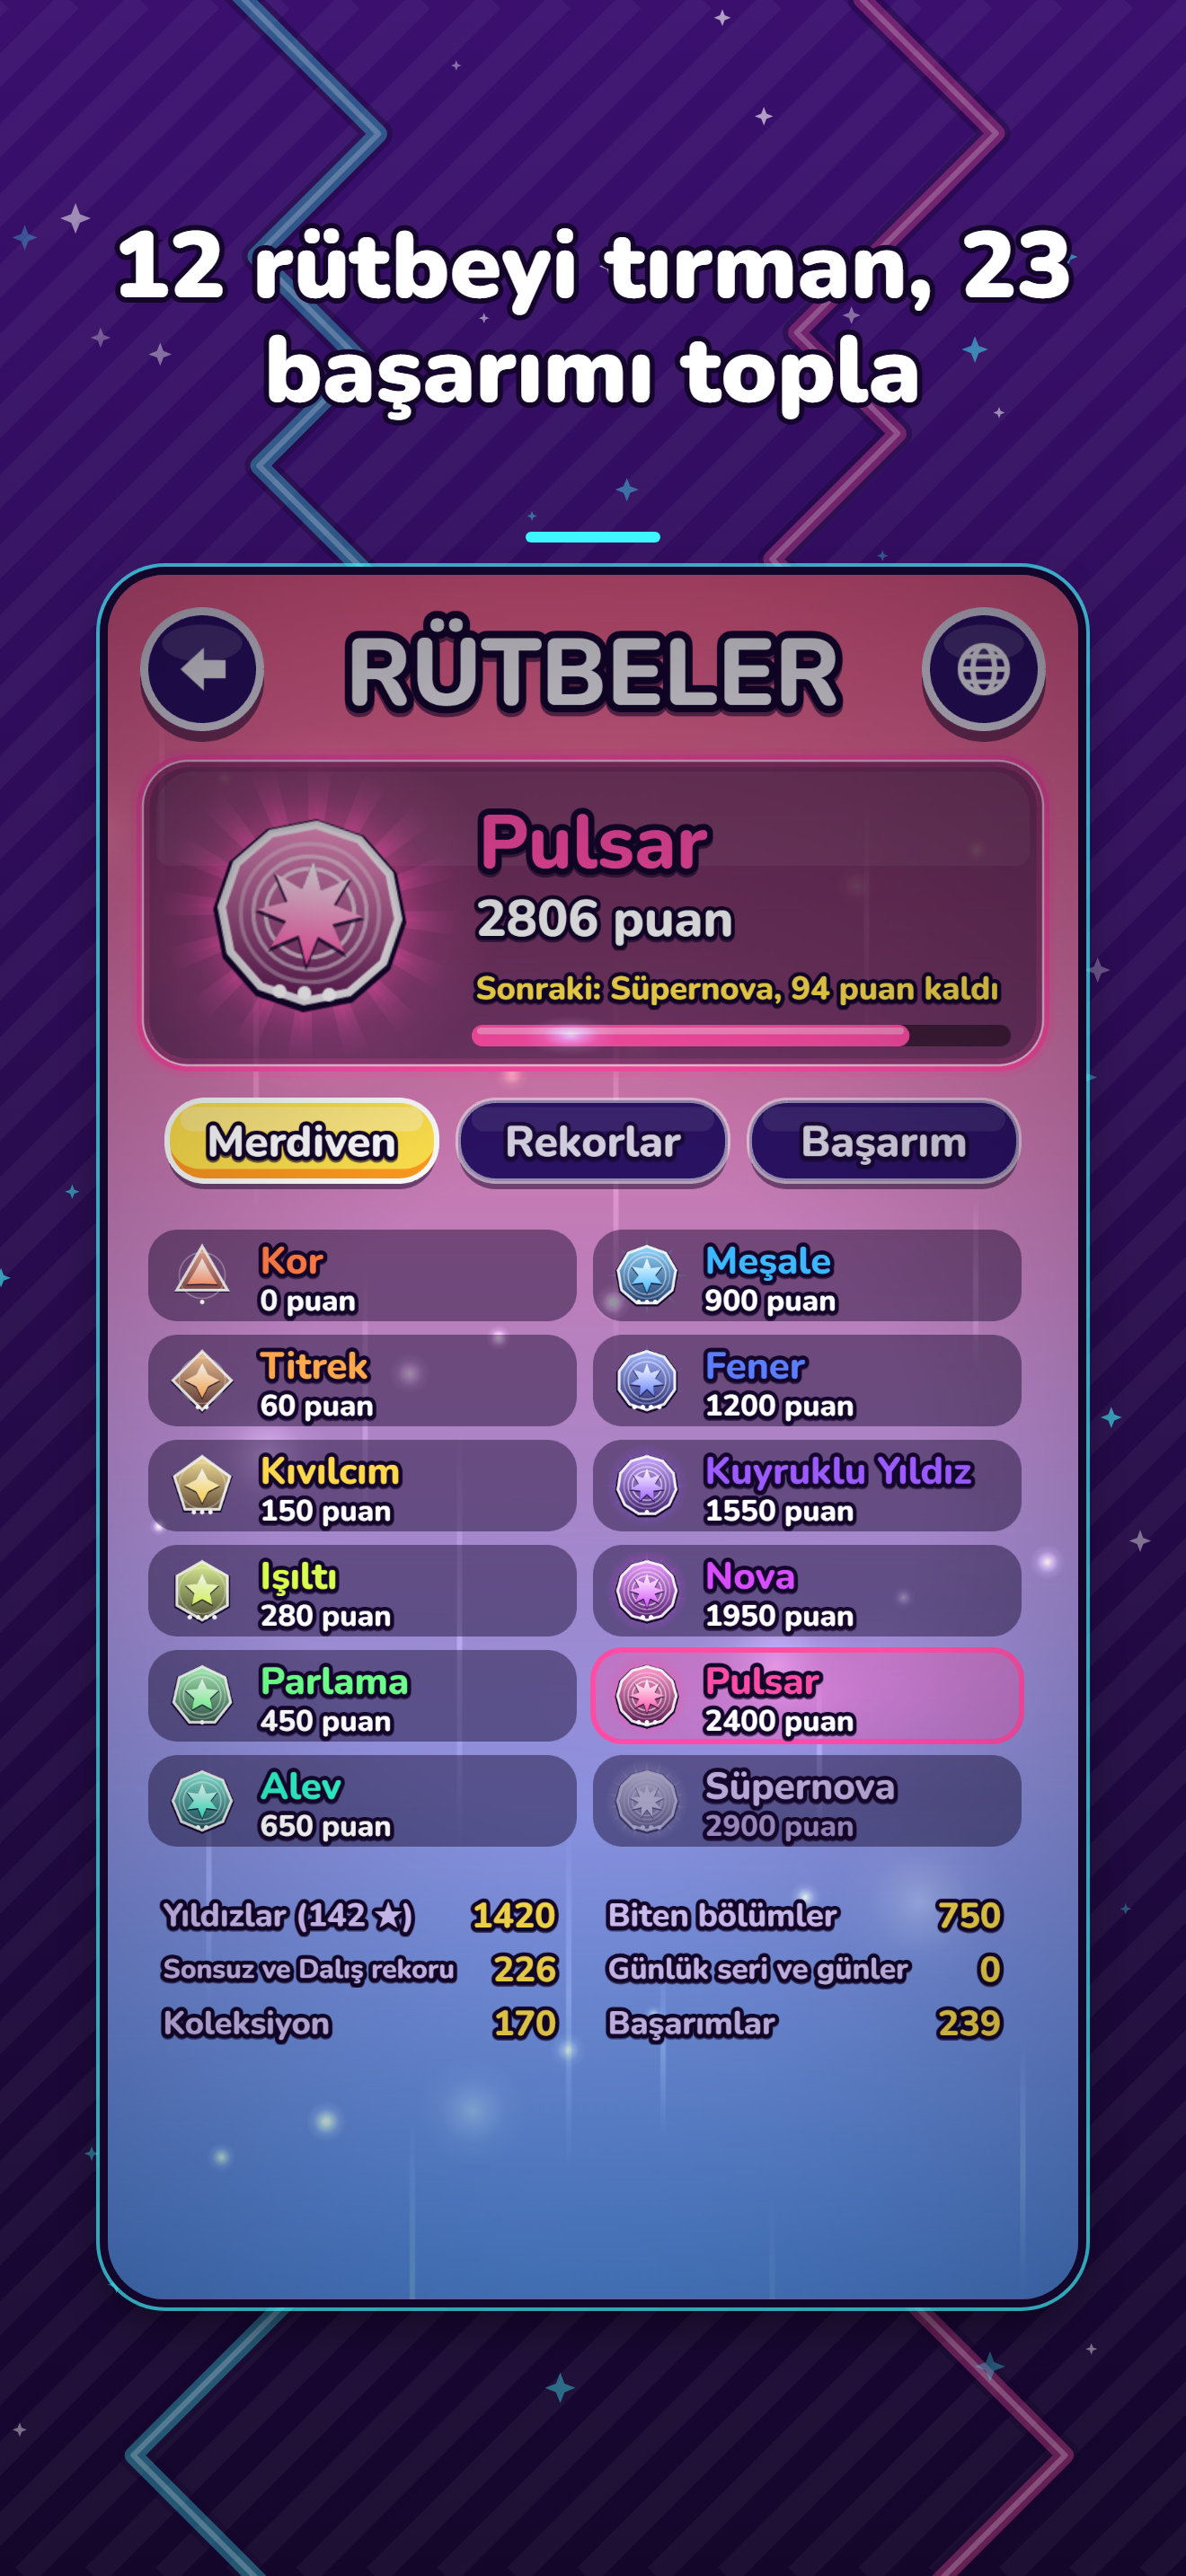 12 rütbeyi tırman, 23
başarımı topla
RÜTBELER
Pulsar
2806 puan
Sonraki: Süpernova, 94 puan kaldı
Merdiven
Rekorlar
Başarım
Kor
0 puan
Meşale
900 puan
Titrek
60 puan
Fener
1200 puan
Kıvılcım
150 puan
Kuyruklu Yıldız
1550 puan
Işıltı
280 puan
Nova
1950 puan
Parlama
450 puan
Pulsar
2400 puan
Alev
650 puan
Süpernova
2900 puan
Yıldızlar (142 ★) 1420
Biten bölümler 750
Sonsuz ve Dalış rekoru 226
Günlük seri ve günler 0
Koleksiyon 170
Başarımlar 239